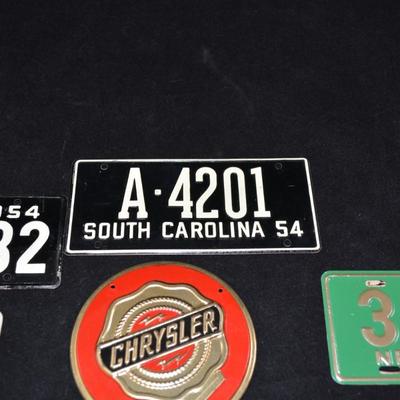 954
32
A·4201
SOUTH CAROLINA 54
CHRYSLER
3